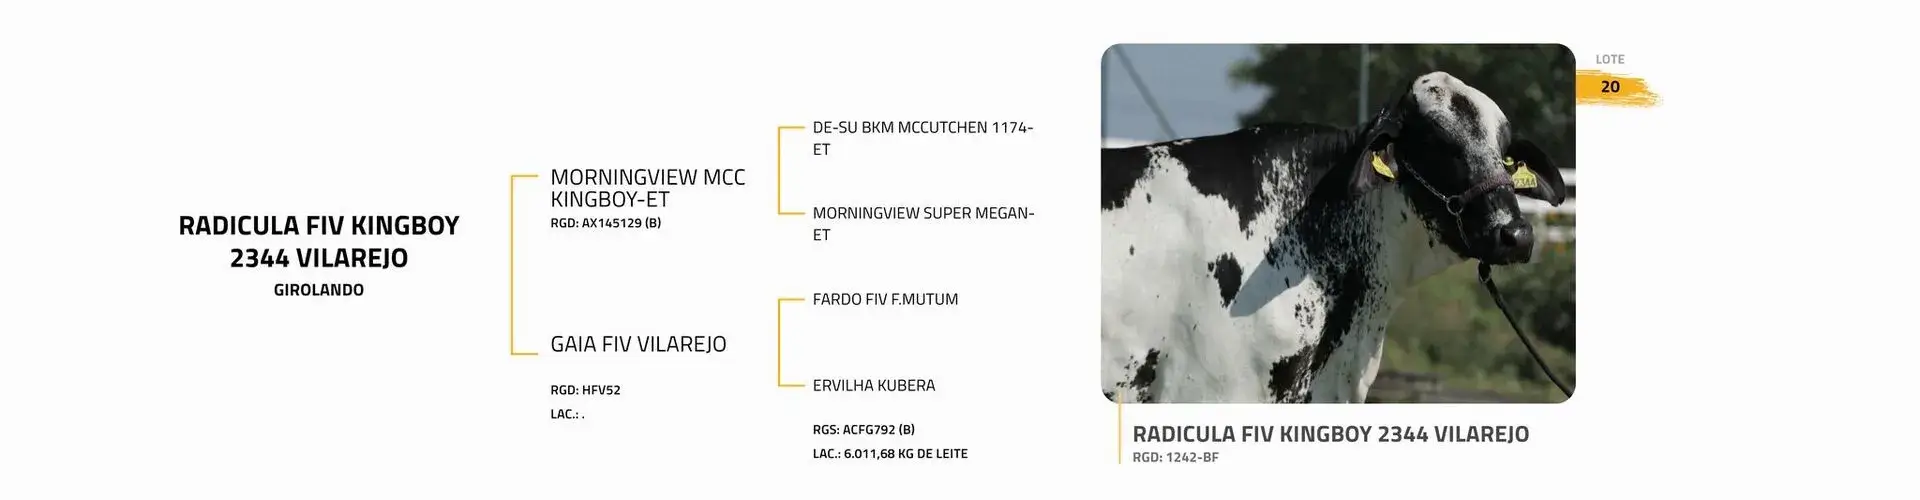 RADICULA FIV KINGBOY
2344 VILAREJO
GIROLANDO
MORNINGVIEW MCC
KINGBOY-ET
RGD: AX145129 (B)
GAIA FIV VILAREJO
RGD: HFV52
LAC.: .
DE-SU BKM MCCUTCHEN 1174-
ET
MORNINGVIEW SUPER MEGAN-
ET
FARDO FIV F.MUTUM
ERVILHA KUBERA
RGS: ACFG792 (B)
LAC.: 6.011,68 KG DE LEITE
LOTE
20
2344
RADICULA FIV KINGBOY 2344 VILAREJO
RGD: 1242-BF